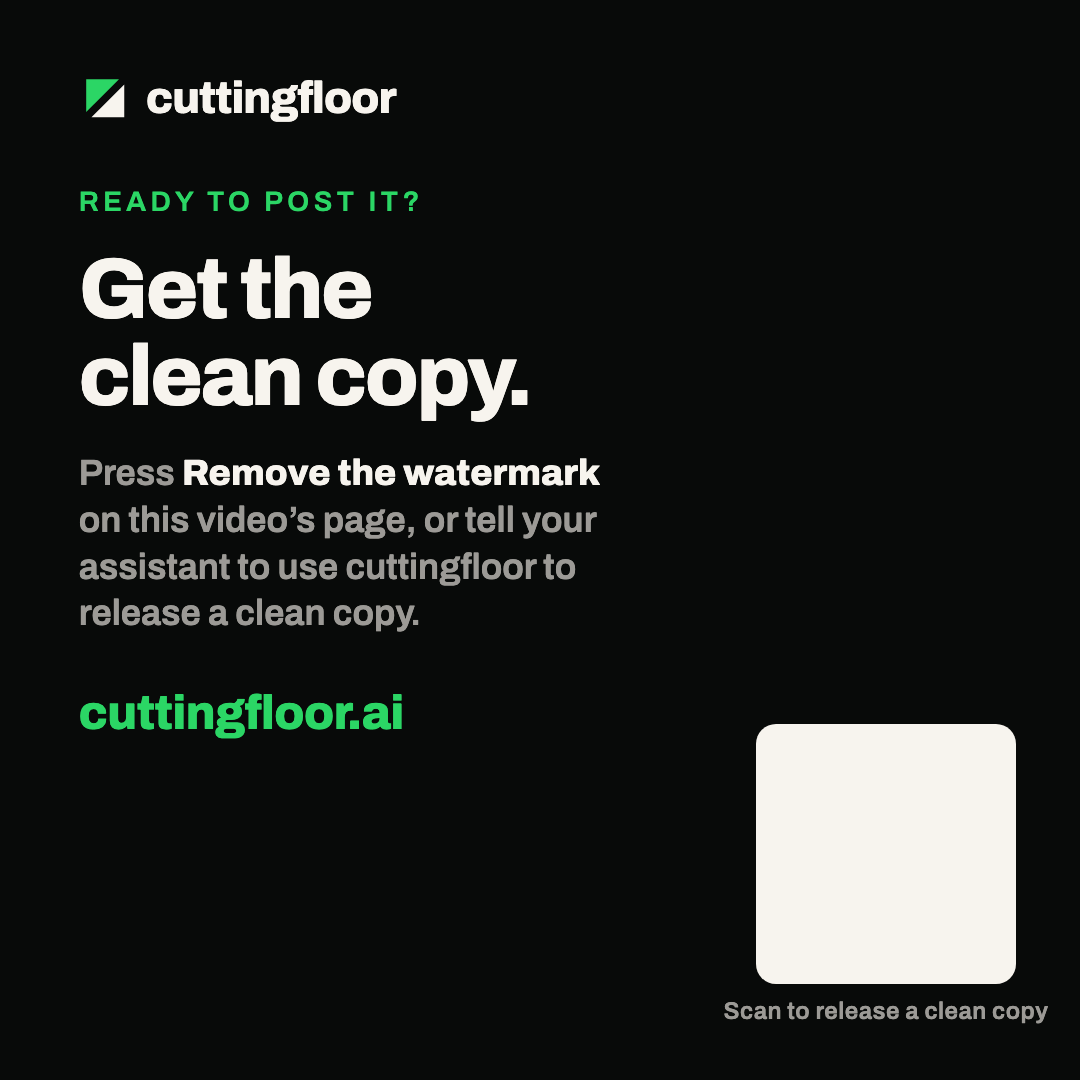 cuttingfloor
READY TO POST IT?
Get the
clean copy.
Press Remove the watermark
on this video’s page, or tell your
assistant to use cuttingfloor to
release a clean copy.
cuttingfloor.ai
Scan to release a clean copy